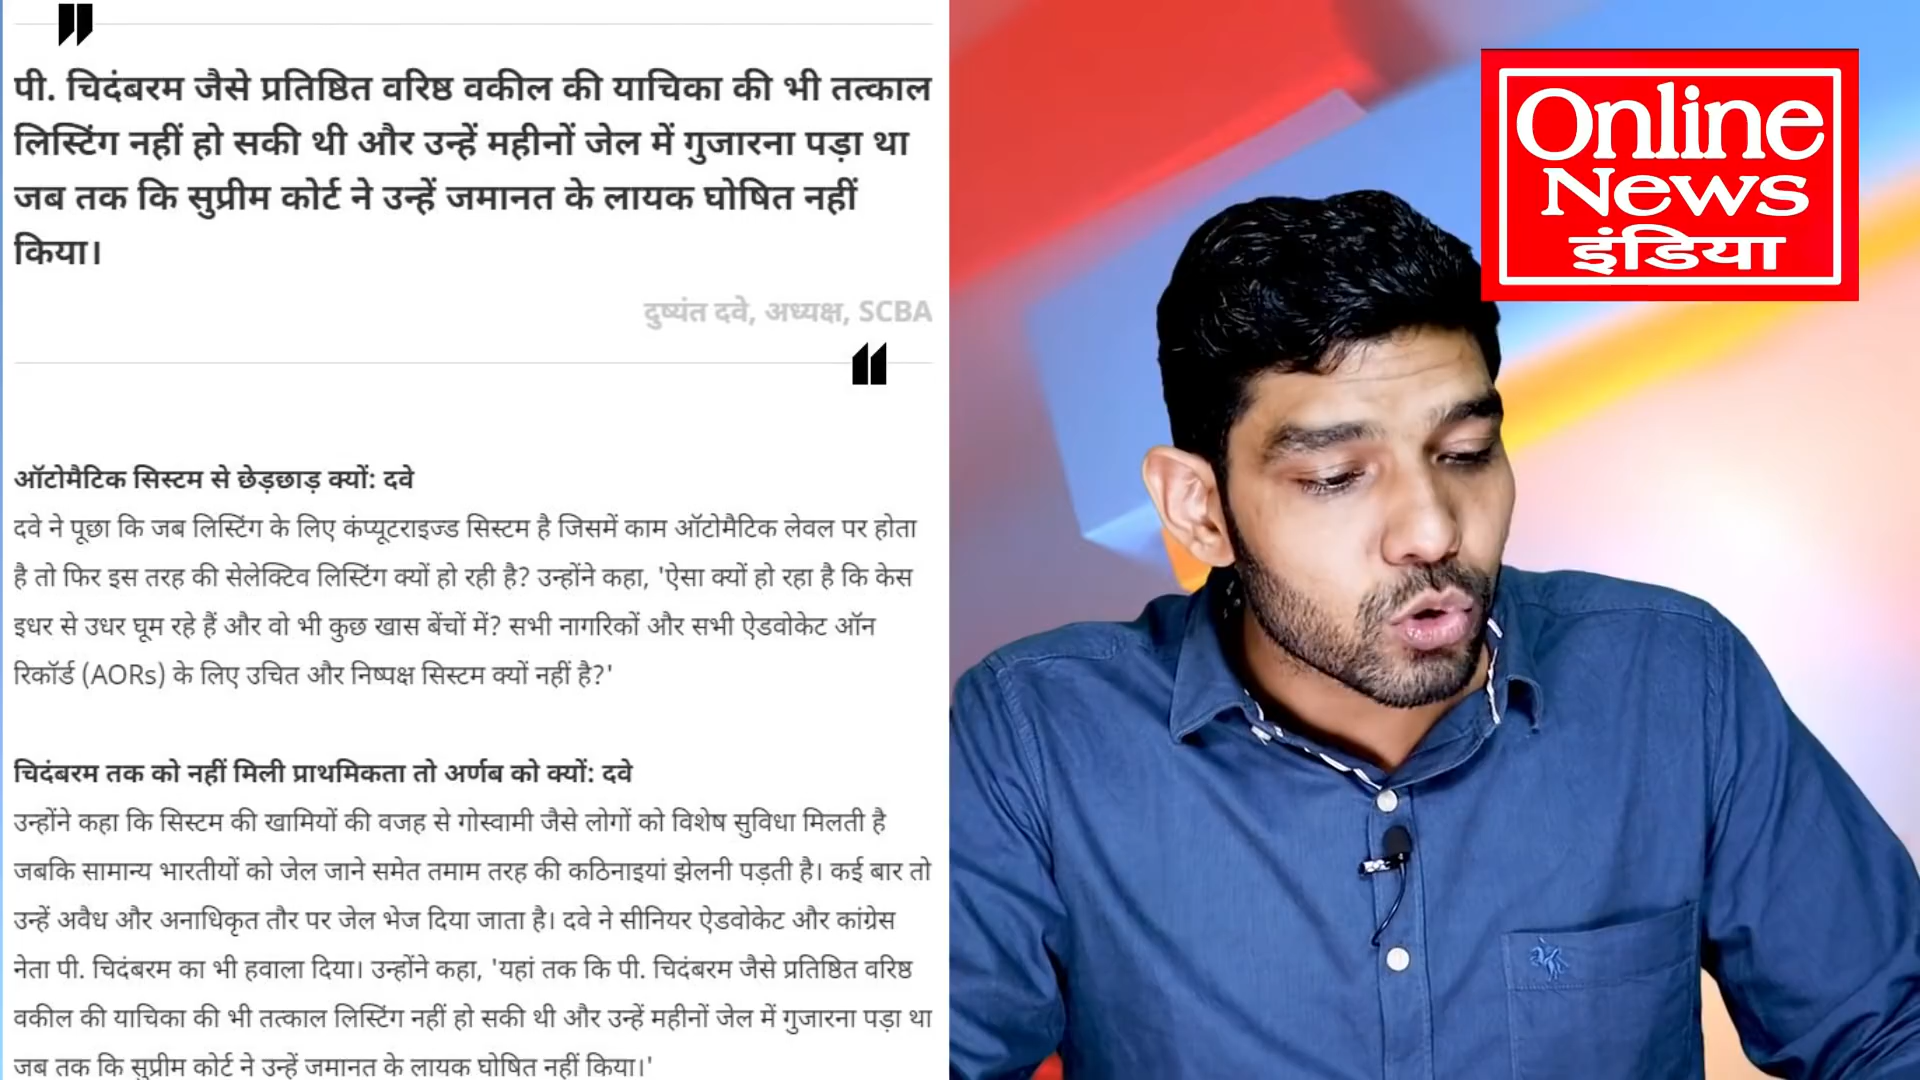 पी. चिदंबरम जैसे प्रतिष्ठित वरिष्ठ वकील की याचिका की भी तत्काल
लिस्टिंग नहीं हो सकी थी और उन्हें महीनों जेल में गुजारना पड़ा था
जब तक कि सुप्रीम कोर्ट ने उन्हें जमानत के लायक घोषित नहीं
किया।
दुष्यंत दवे, अध्यक्ष, SCBA
ऑटोमैटिक सिस्टम से छेड़छाड़ क्यों: दवे
दवे ने पूछा कि जब लिस्टिंग के लिए कंप्यूटराइज्ड सिस्टम है जिसमें काम ऑटोमैटिक लेवल पर होता
है तो फिर इस तरह की सेलेक्टिव लिस्टिंग क्यों हो रही है? उन्होंने कहा, 'ऐसा क्यों हो रहा है कि केस
इधर से उधर घूम रहे हैं और वो भी कुछ खास बेंचों में? सभी नागरिकों और सभी ऐडवोकेट ऑन
रिकॉर्ड (AORs) के लिए उचित और निष्पक्ष सिस्टम क्यों नहीं है?'
चिदंबरम तक को नहीं मिली प्राथमिकता तो अर्णब को क्यों: दवे
उन्होंने कहा कि सिस्टम की खामियों की वजह से गोस्वामी जैसे लोगों को विशेष सुविधा मिलती है
जबकि सामान्य भारतीयों को जेल जाने समेत तमाम तरह की कठिनाइयां झेलनी पड़ती है। कई बार तो
उन्हें अवैध और अनाधिकृत तौर पर जेल भेज दिया जाता है। दवे ने सीनियर ऐडवोकेट और कांग्रेस
नेता पी. चिदंबरम का भी हवाला दिया। उन्होंने कहा, 'यहां तक कि पी. चिदंबरम जैसे प्रतिष्ठित वरिष्ठ
वकील की याचिका की भी तत्काल लिस्टिंग नहीं हो सकी थी और उन्हें महीनों जेल में गुजारना पड़ा था
जब तक कि सुप्रीम कोर्ट ने उन्हें जमानत के लायक घोषित नहीं किया।'
Online
News
इंडिया